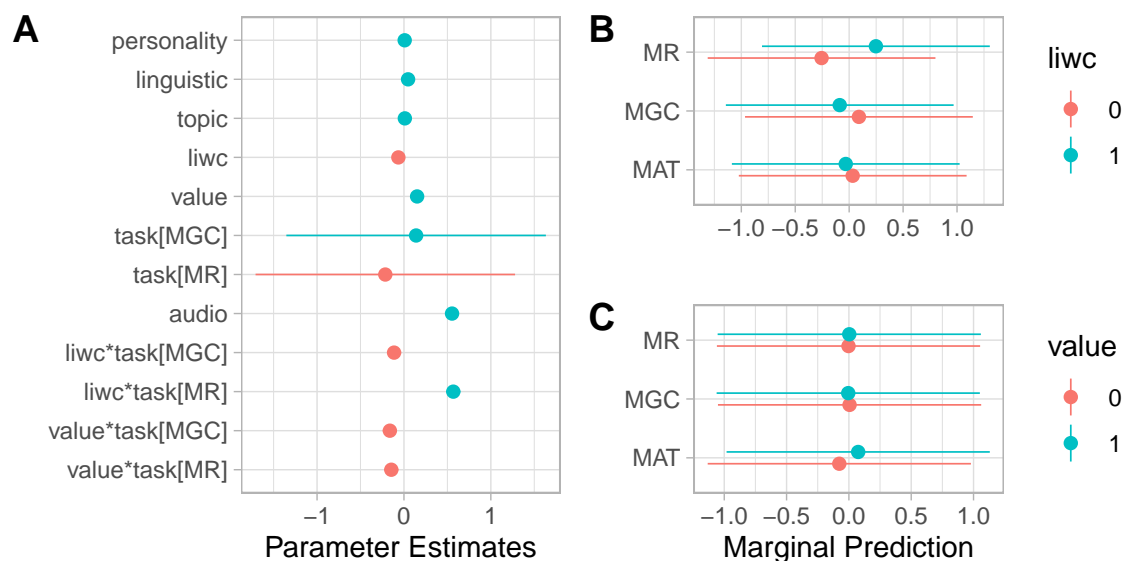 A
personality
linguistic
topic
liwc
value
task[MGC]
task[MR]
audio
liwc*task[MGC]
liwc*task[MR]
value*task[MGC]
value*task[MR]
−1 0 1
Parameter Estimates
B
MR
MGC
MAT
−1.0 −0.5 0.0 0.5 1.0
liwc
0
1
C
MR
MGC
MAT
−1.0 −0.5 0.0 0.5 1.0
Marginal Prediction
value
0
1